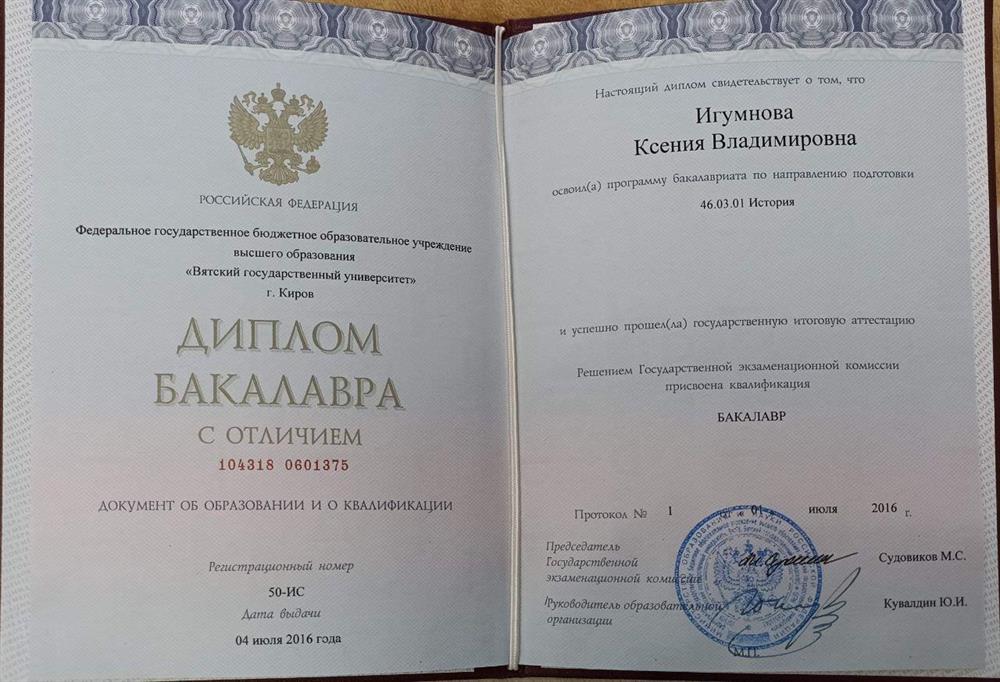 РОССИЙСКАЯ ФЕДЕРАЦИЯ
Федеральное государственное бюджетное образовательное учреждение
высшего образования
«Вятский государственный университет»
г. Киров
ДИПЛОМ
БАКАЛАВРА
С ОТЛИЧИЕМ
104318 0601375
ДОКУМЕНТ ОБ ОБРАЗОВАНИИ И О КВАЛИФИКАЦИИ
Регистрационный номер
50-ИС
Дата выдачи
04 июля 2016 года
Настоящий диплом свидетельствует о том, что
Игумнова
Ксения Владимировна
освоил(а) программу бакалавриата по направлению подготовки
46.03.01 История
и успешно прошел(ла) государственную итоговую аттестацию
Решением Государственной экзаменационной комиссии
присвоена квалификация
БАКАЛАВР
Протокол № 1 от 01 июля 2016 г.
Председатель
Государственной
экзаменационной комиссии
Судовиков М.С.
Руководитель образовательной
организации
Кувалдин Ю.И.
М.П.